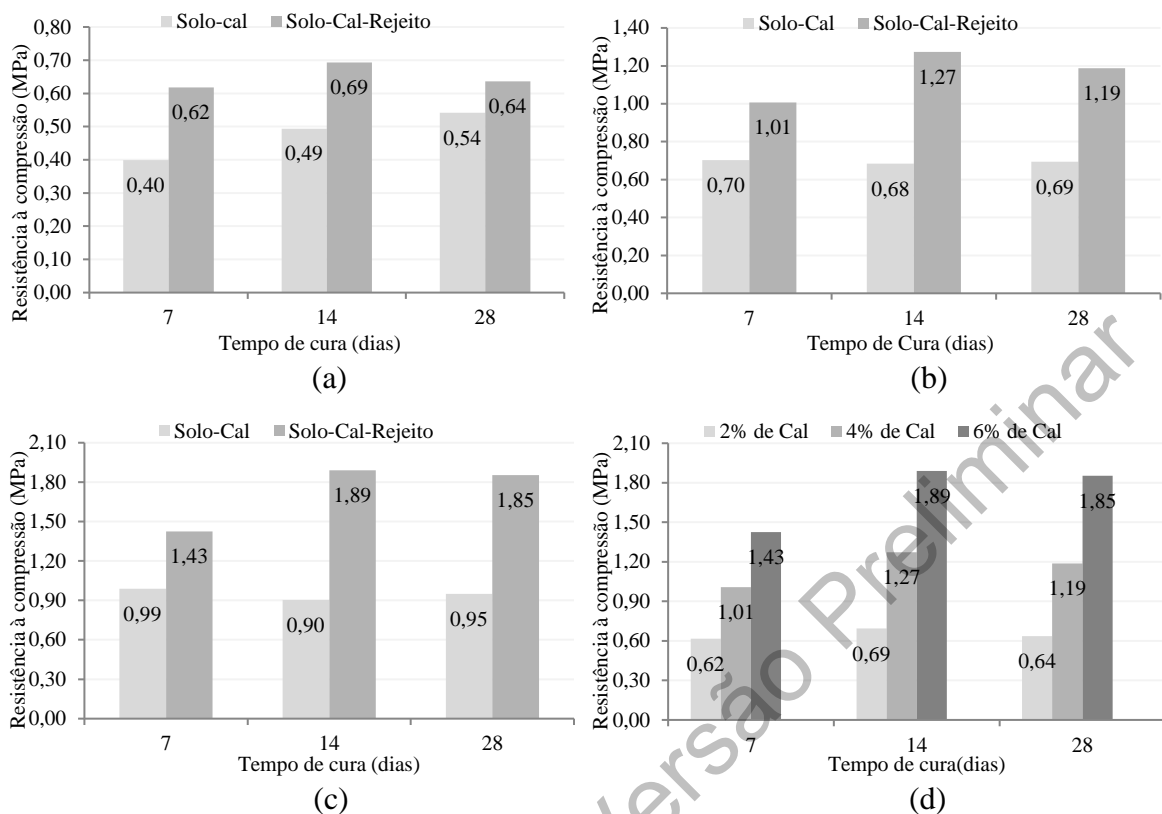 Solo-cal Solo-Cal-Rejeito
Resistência à compressão (MPa)
0,80
0,70
0,60
0,50
0,40
0,30
0,20
0,10
0,00
0,40
0,62
0,49
0,69
0,54
0,64
7 14 28
Tempo de cura (dias)
(a)
Solo-Cal Solo-Cal-Rejeito
Resistência à compressão (MPa)
1,40
1,20
1,00
0,80
0,60
0,40
0,20
0,00
0,70
1,01
0,68
1,27
0,69
1,19
7 14 28
Tempo de Cura (dias)
(b)
Solo-Cal Solo-Cal-Rejeito
Resistência à compressão (MPa)
2,10
1,80
1,50
1,20
0,90
0,60
0,30
0,00
0,99
1,43
0,90
1,89
0,95
1,85
7 14 28
Tempo de cura (dias)
(c)
2% de Cal 4% de Cal 6% de Cal
Resistência à compressão (MPa)
2,10
1,80
1,50
1,20
0,90
0,60
0,30
0,00
0,62
1,01
1,43
0,69
1,27
1,89
0,64
1,19
1,85
7 14 28
Tempo de cura(dias)
(d)
Versão Preliminar